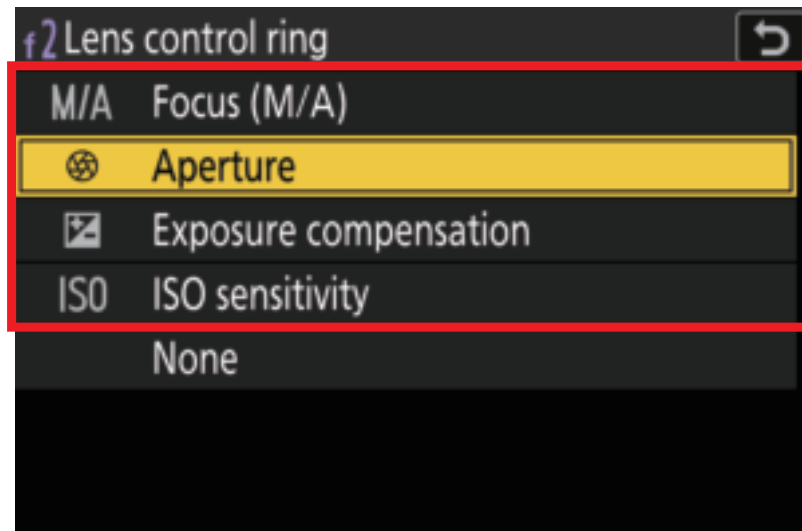 f2 Lens control ring
M/A Focus (M/A)
Aperture
Exposure compensation
ISO ISO sensitivity
None